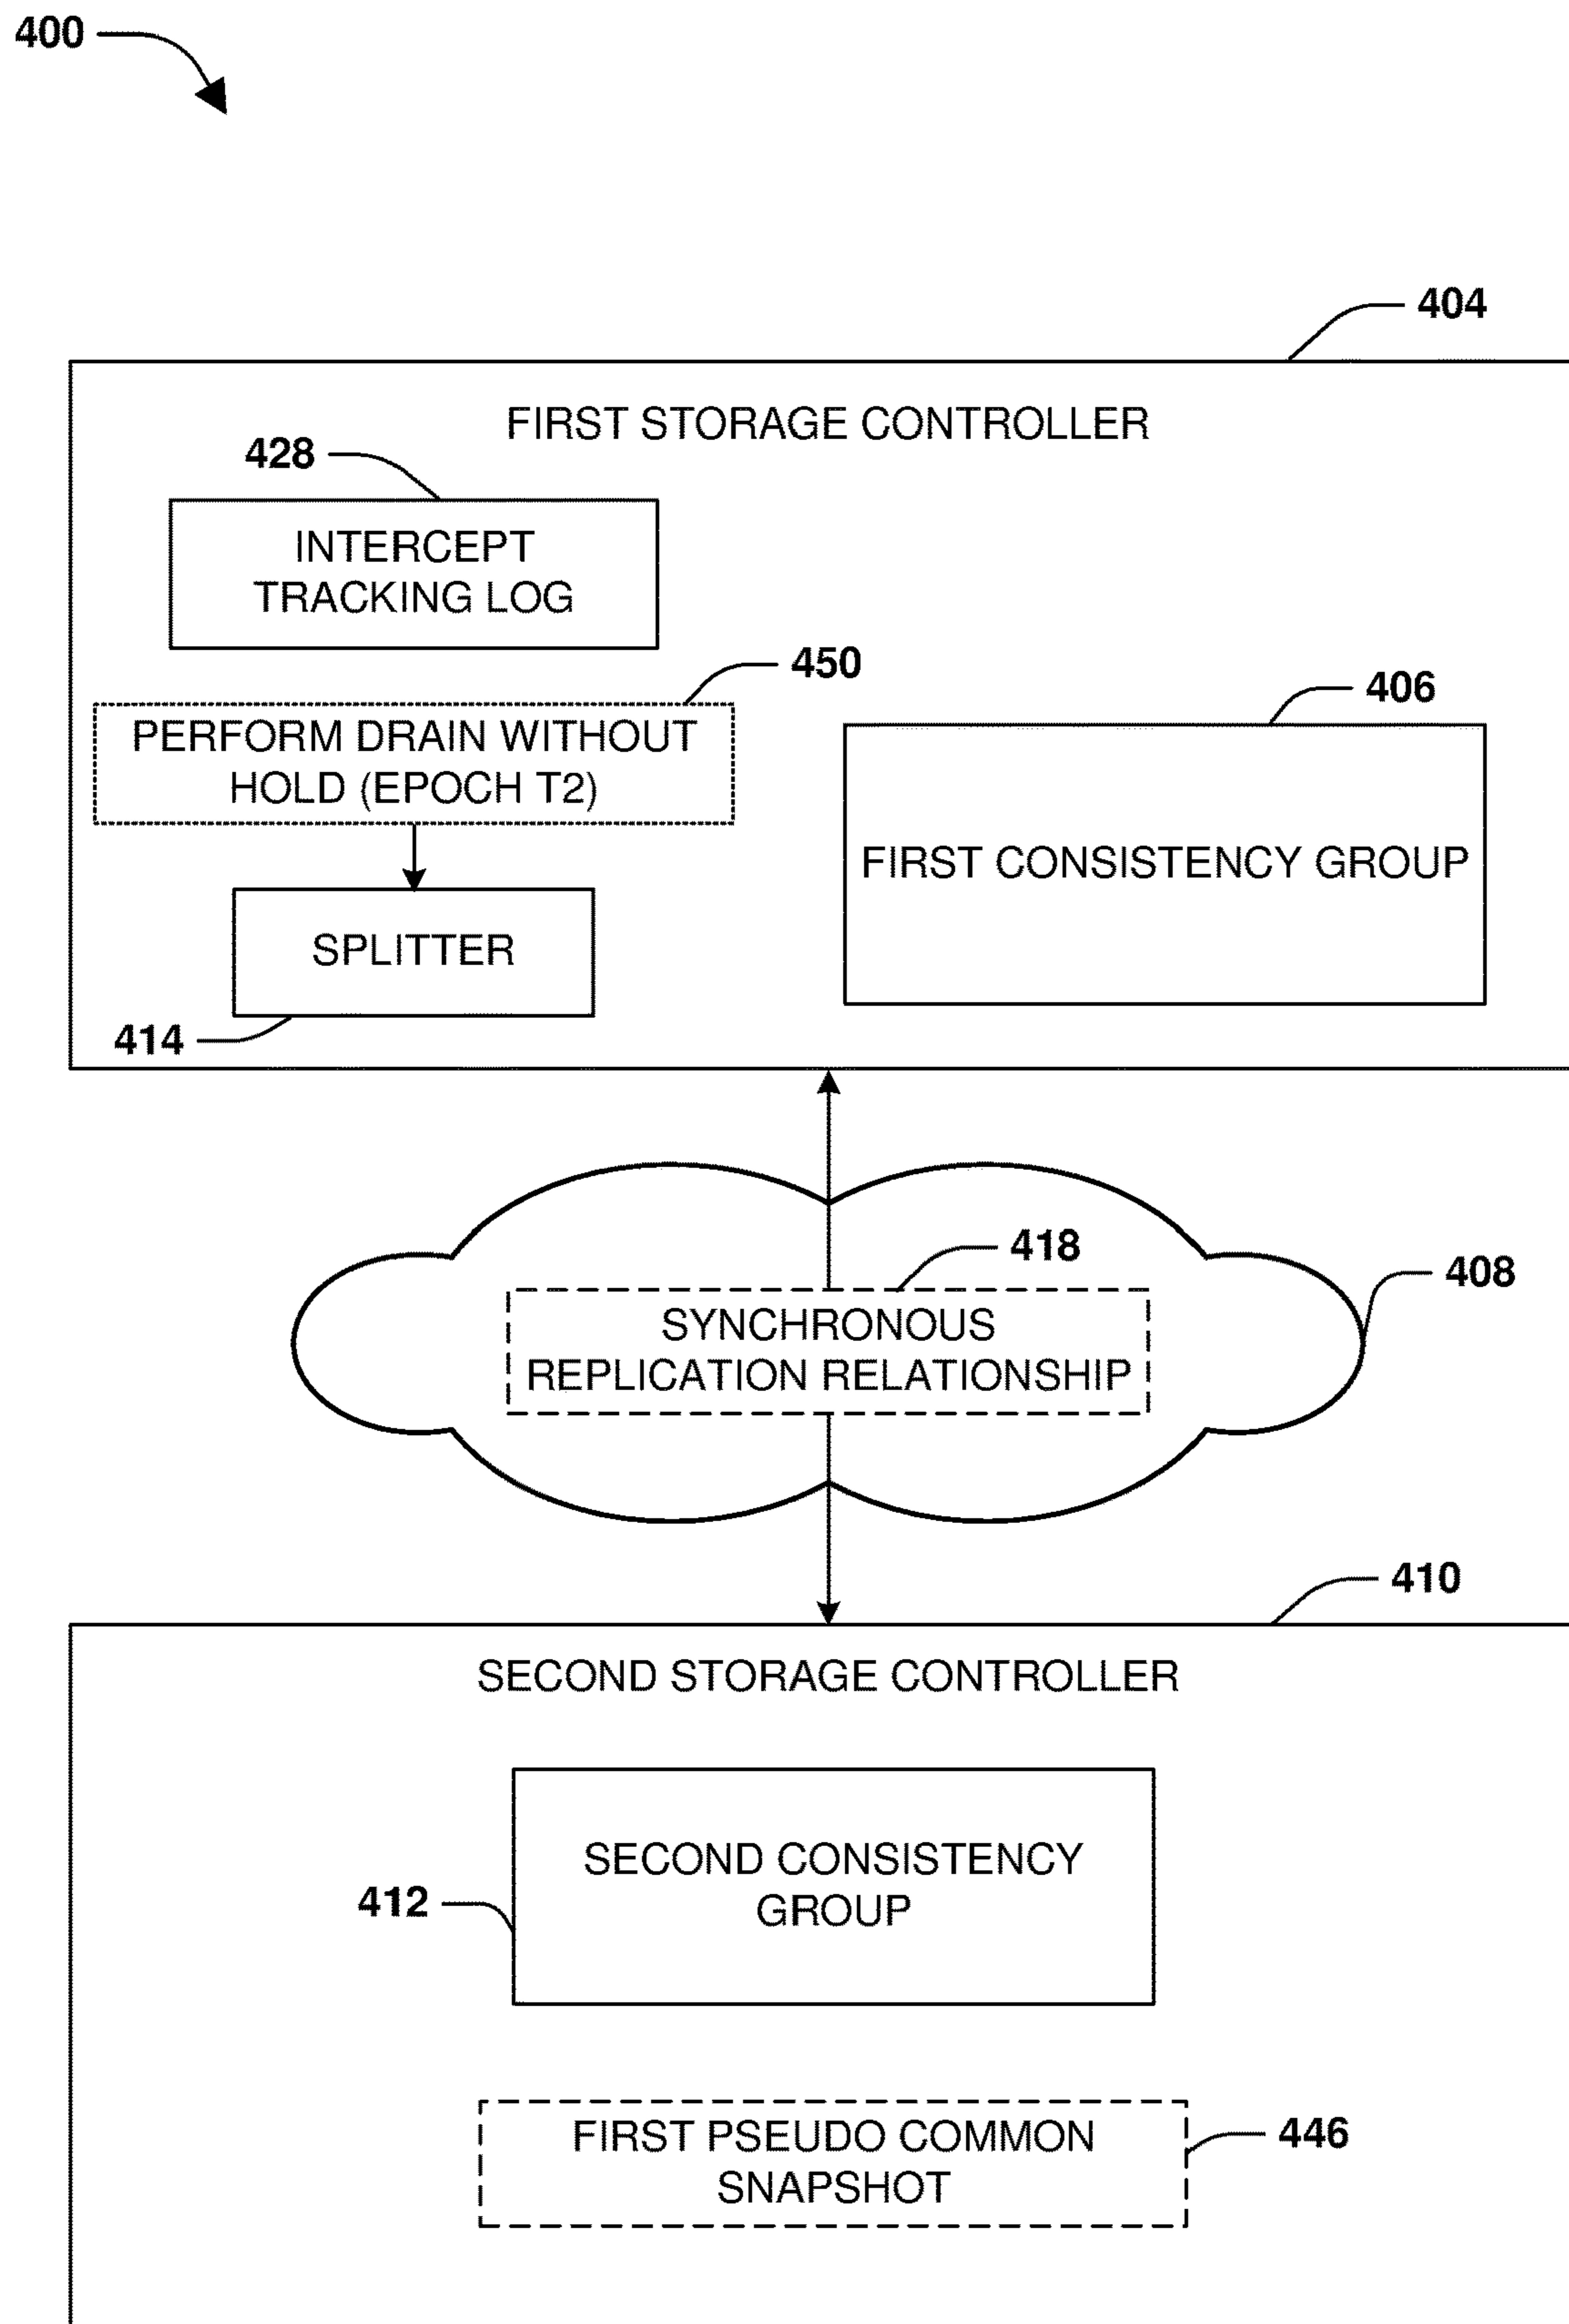 400
404
FIRST STORAGE CONTROLLER
428
INTERCEPT
TRACKING LOG
450
PERFORM DRAIN WITHOUT
HOLD (EPOCH T2)
406
FIRST CONSISTENCY GROUP
SPLITTER
414
418
408
SYNCHRONOUS
REPLICATION RELATIONSHIP
410
SECOND STORAGE CONTROLLER
SECOND CONSISTENCY
GROUP
412
FIRST PSEUDO COMMON
SNAPSHOT
446